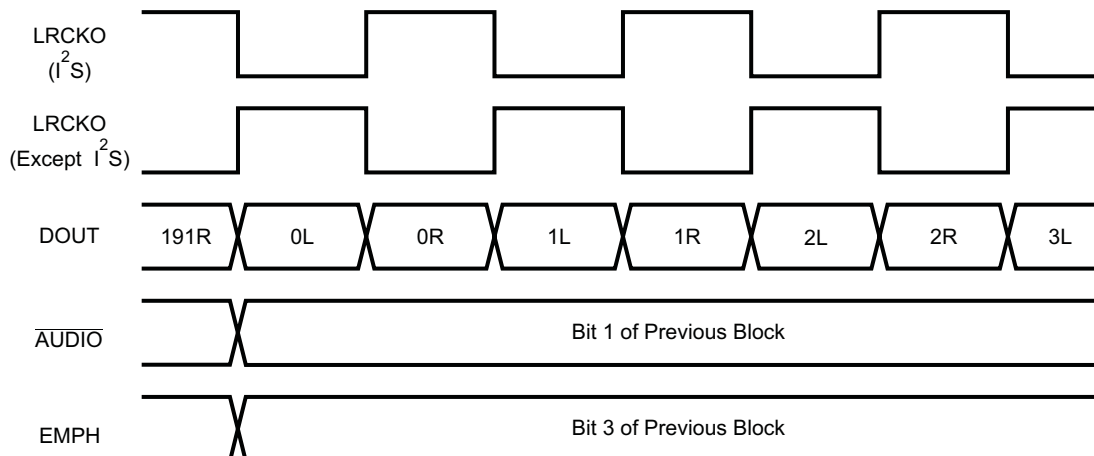 LRCKO
(I²S)
LRCKO
(Except I²S)
DOUT 191R 0L 0R 1L 1R 2L 2R 3L
AUDIO Bit 1 of Previous Block
EMPH Bit 3 of Previous Block